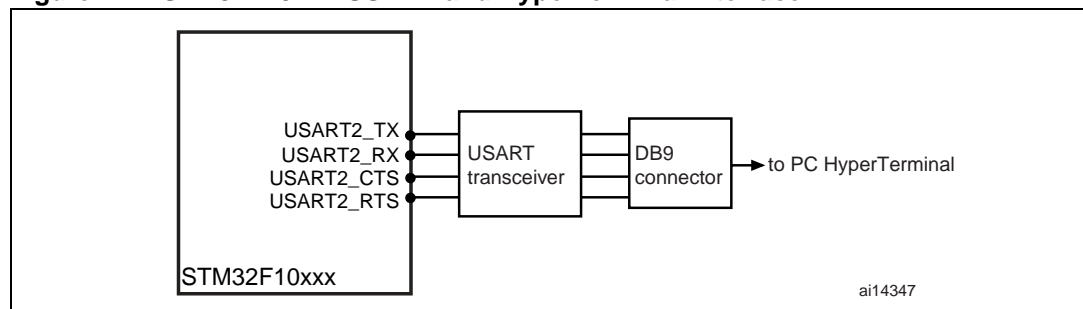 USART2_TX
USART2_RX
USART2_CTS
USART2_RTS
USART
transceiver
DB9
connector
to PC HyperTerminal
STM32F10xxx
ai14347